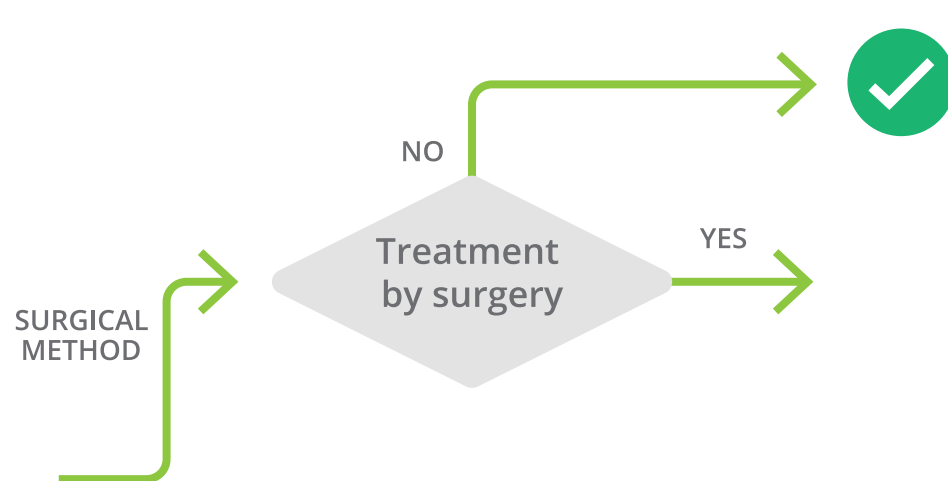 NO
YES
Treatment
by surgery
SURGICAL
METHOD